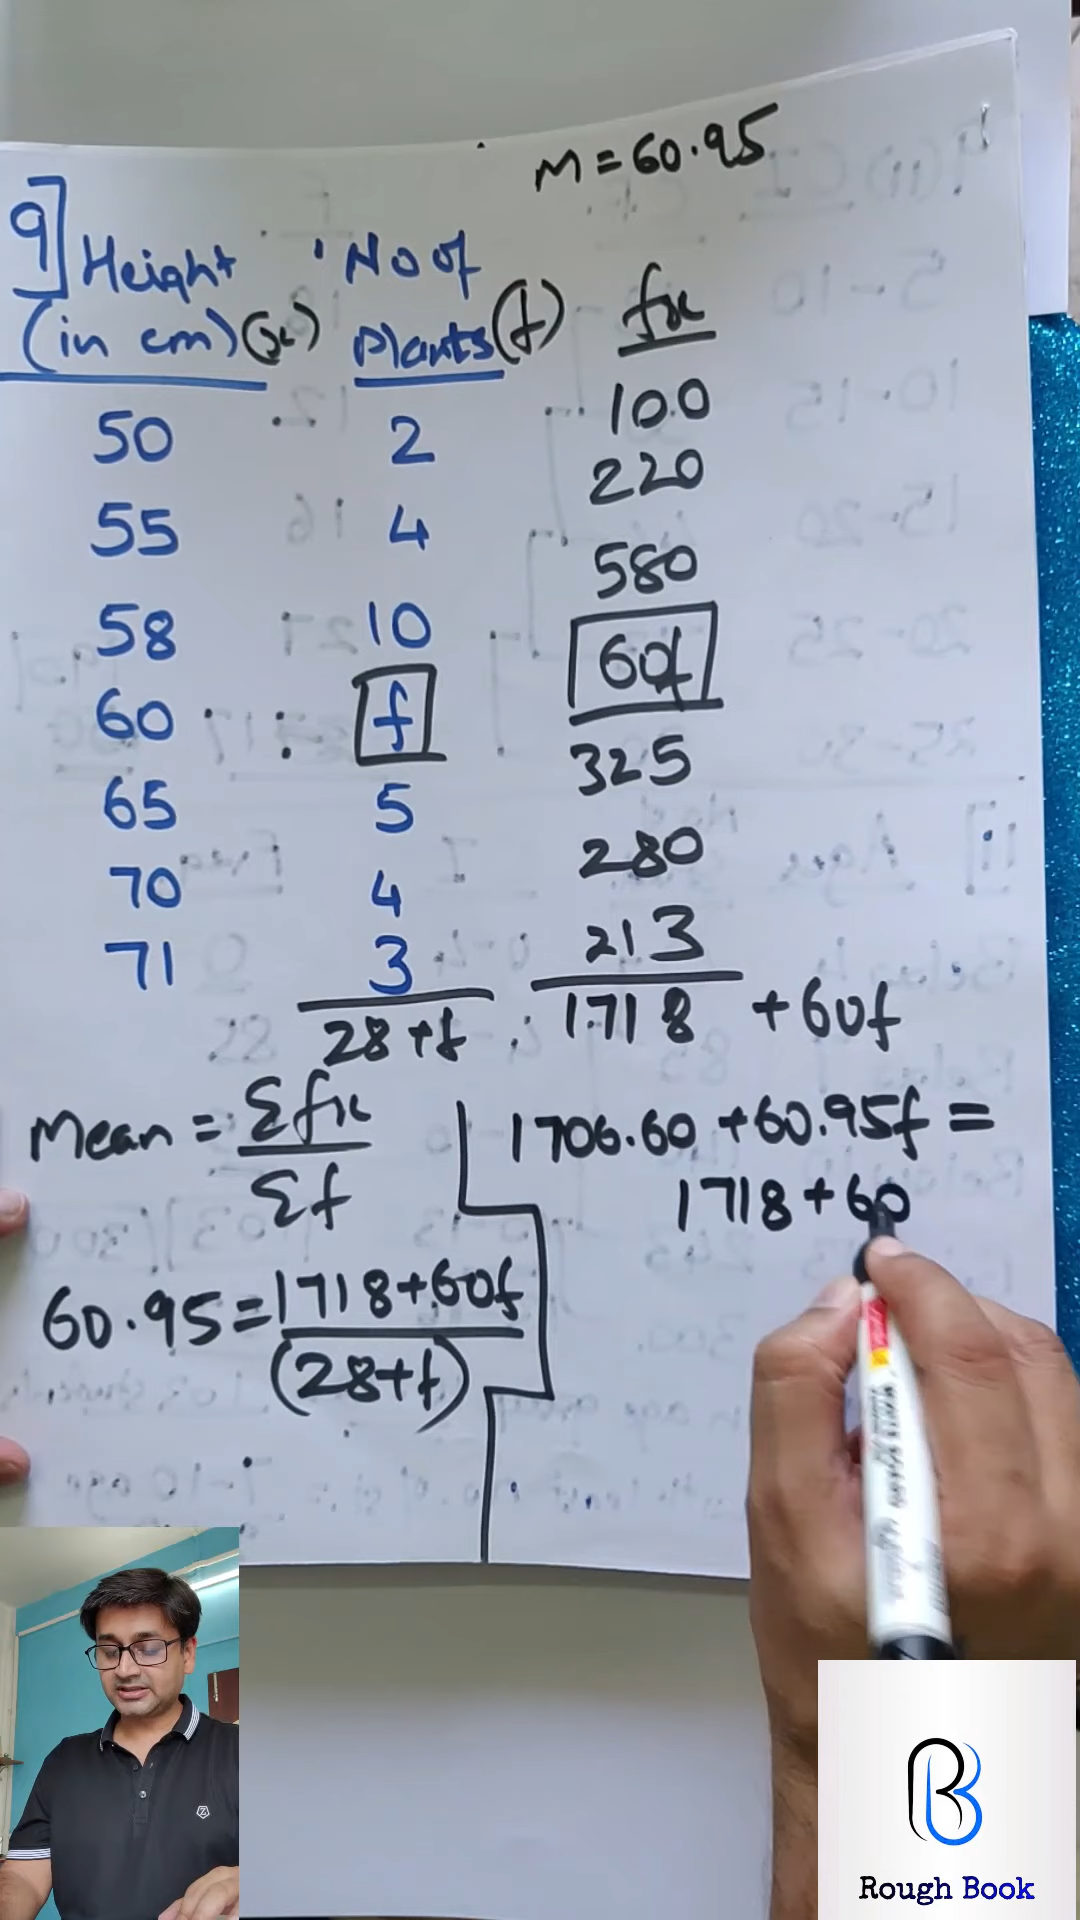 M = 60.95
9] Height No of fx
(in cm) (x) Plants (f)
50 2 100
55 4 220
58 10 580
60 f 60f
65 5 325
70 4 280
71 3 213
28+f 1718 + 60f
Mean = Σfx / Σf
60.95 = 1718+60f / (28+f)
1706.60 + 60.95f =
1718 + 60
B
Rough Book